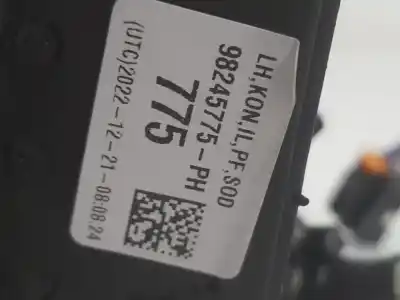 LH,KON,IL,PF,SOD
98245775-PH
775
(UTC)2022-12-21-08:08:24